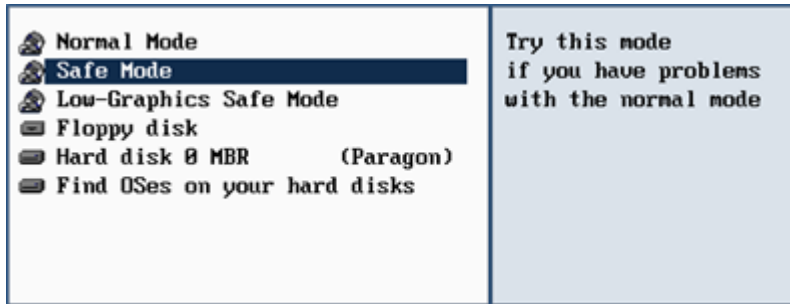 Normal Mode
Safe Mode
Low-Graphics Safe Mode
Floppy disk
Hard disk 0 MBR (Paragon)
Find OSes on your hard disks
Try this mode
if you have problems
with the normal mode